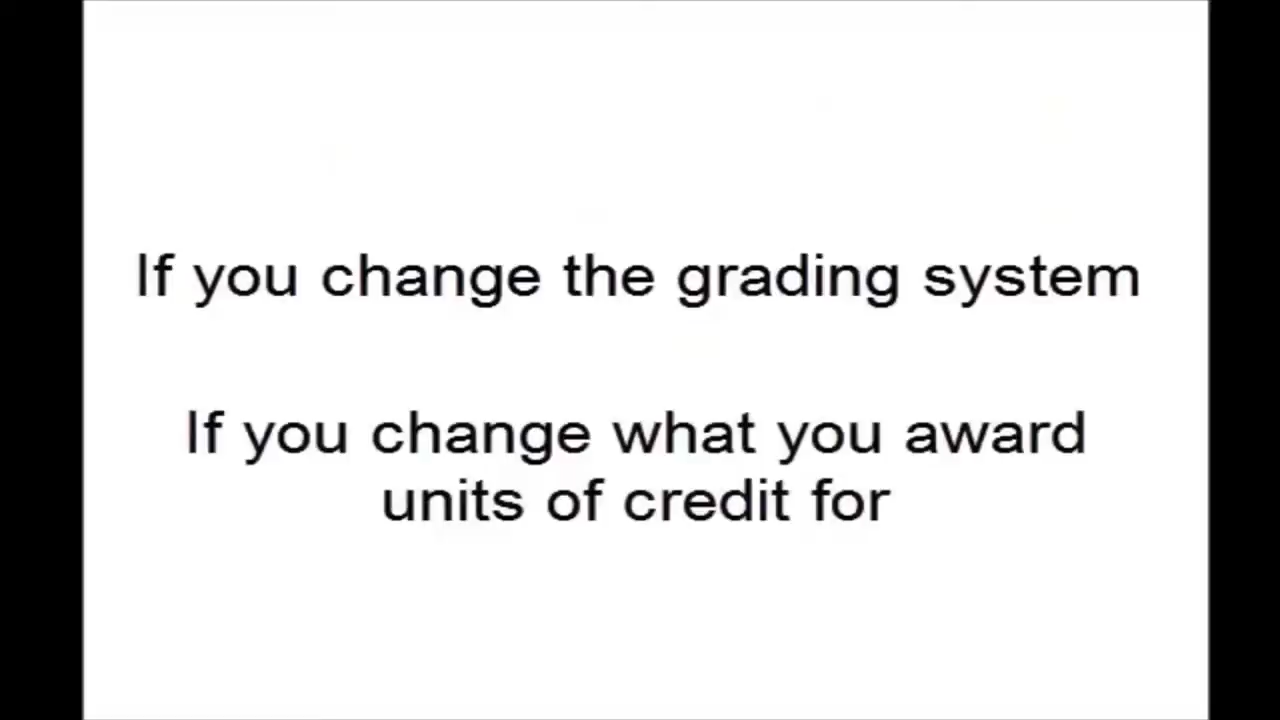 If you change the grading system
If you change what you award
units of credit for